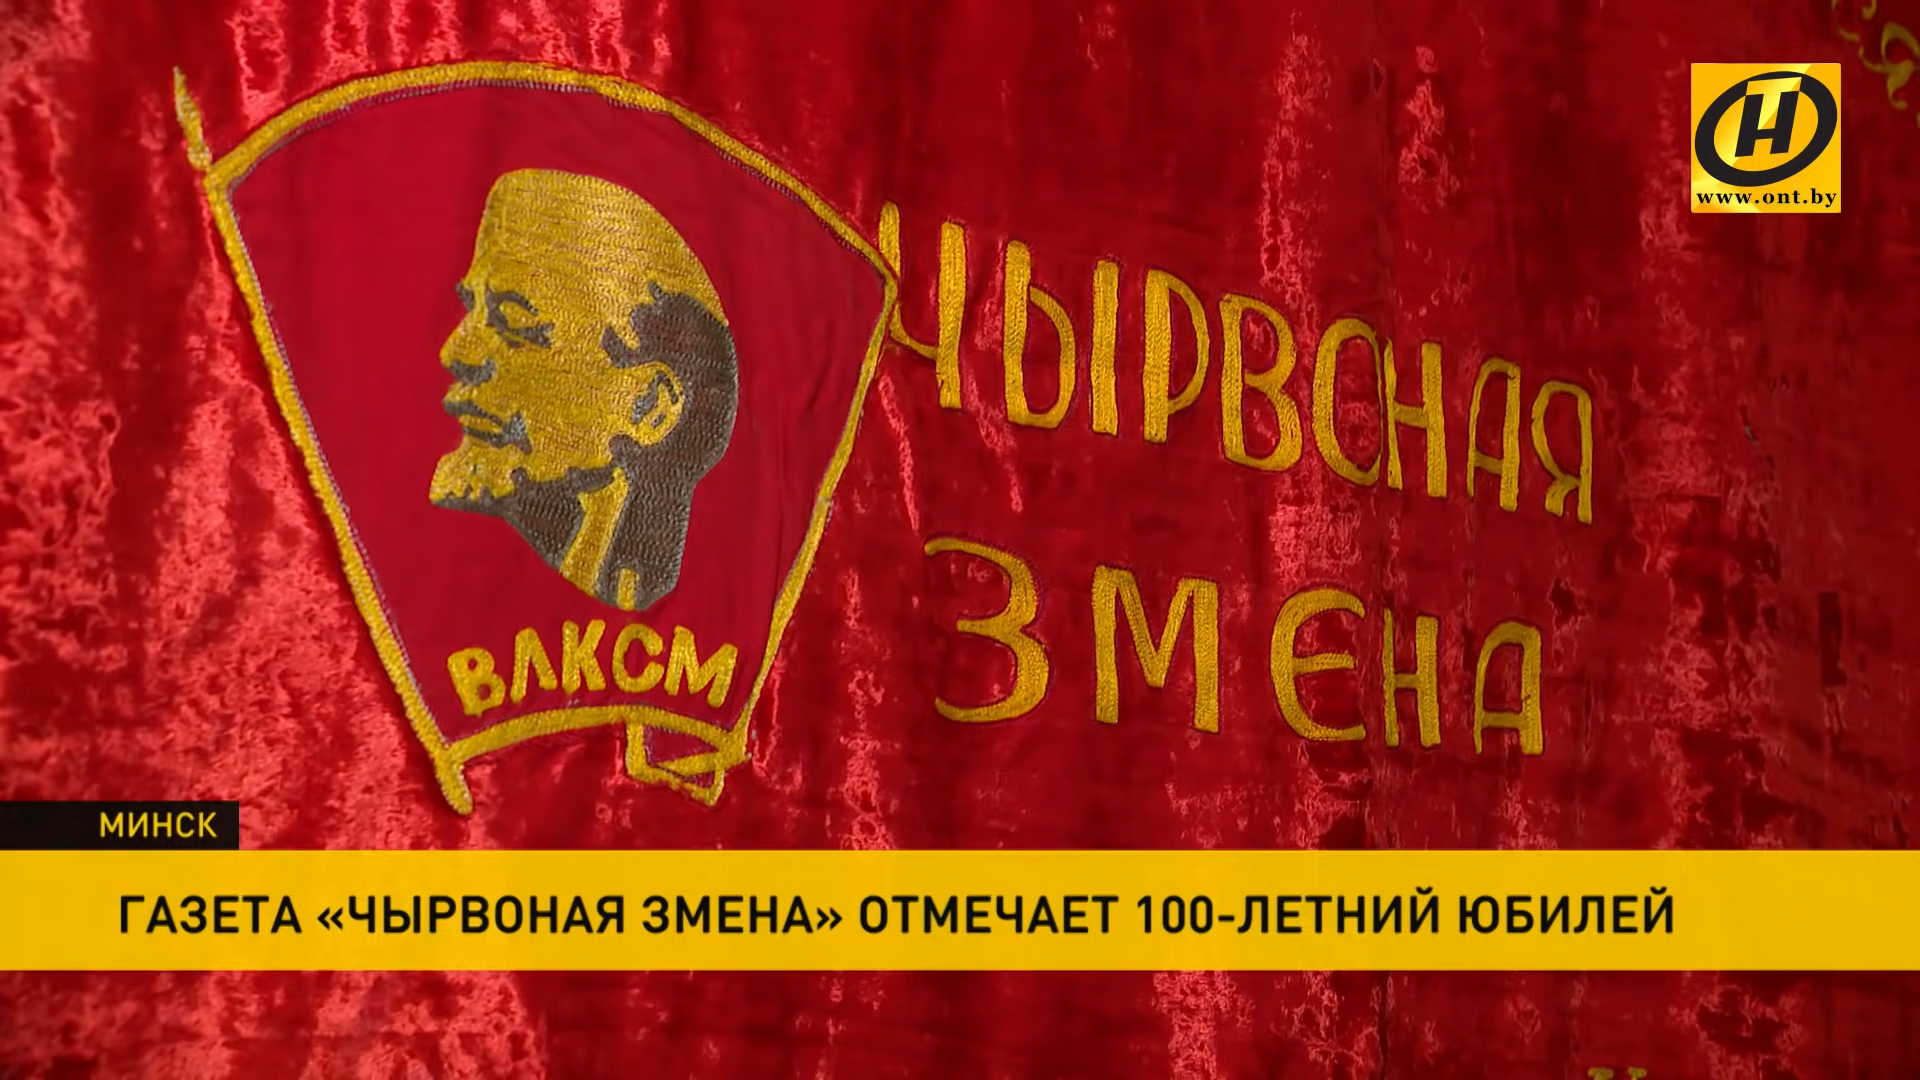 www.ont.by
ЧЫРВОНАЯ
ЗМЕНА
ВЛКСМ
МИНСК
ГАЗЕТА «ЧЫРВОНАЯ ЗМЕНА» ОТМЕЧАЕТ 100-ЛЕТНИЙ ЮБИЛЕЙ